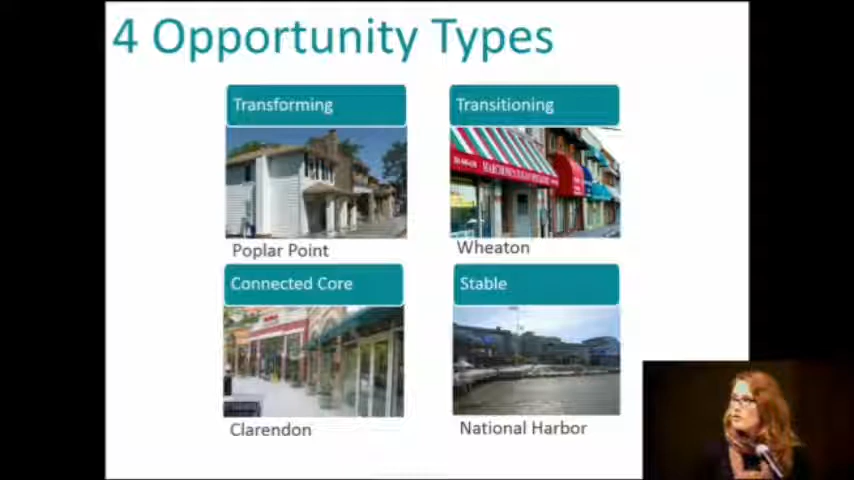 4 Opportunity Types
Transforming
Transitioning
Poplar Point
Wheaton
Connected Core
Stable
Clarendon
National Harbor